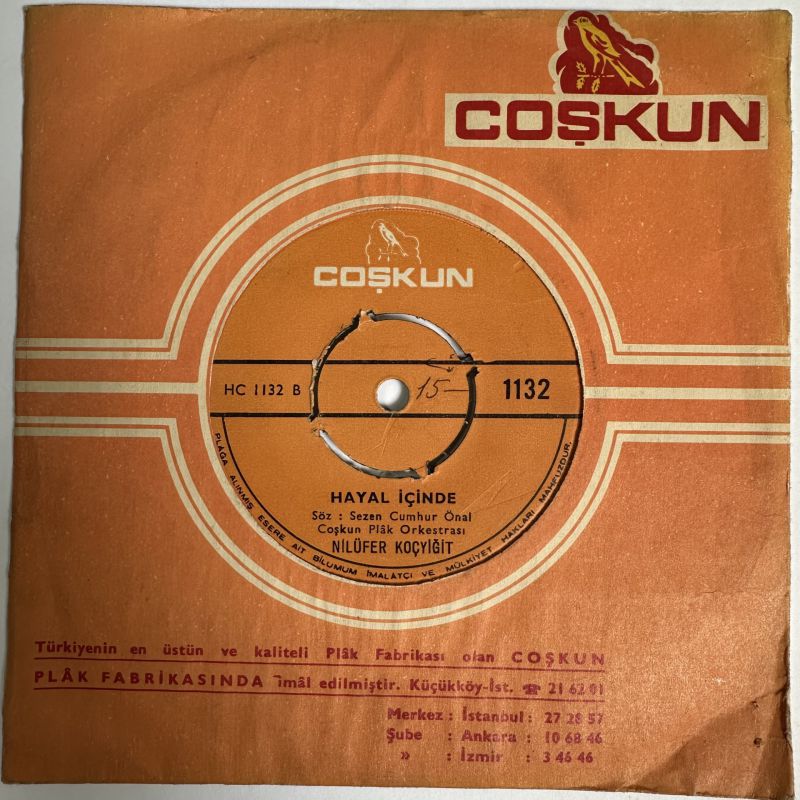 COŞKUN
COŞKUN
HC 1132 B
15-
1132
HAYAL İÇİNDE
Söz : Sezen Cumhur Önal
Coşkun Plâk Orkestrası
NİLÜFER KOÇYİĞİT
PLÂĞA ALINMIŞ ESERE AİT BİLUMUM İMALÂTÇI VE MÜLKİYET HAKLARI MAHFUZDUR.
Türkiyenin en üstün ve kaliteli Plâk Fabrikası olan COŞKUN
PLÂK FABRİKASINDA îmâl edilmiştir. Küçükköy-İst. ☎ 21 62 01
Merkez : İstanbul : 27 28 57
Şube : Ankara : 10 68 46
» : İzmir : 3 46 46